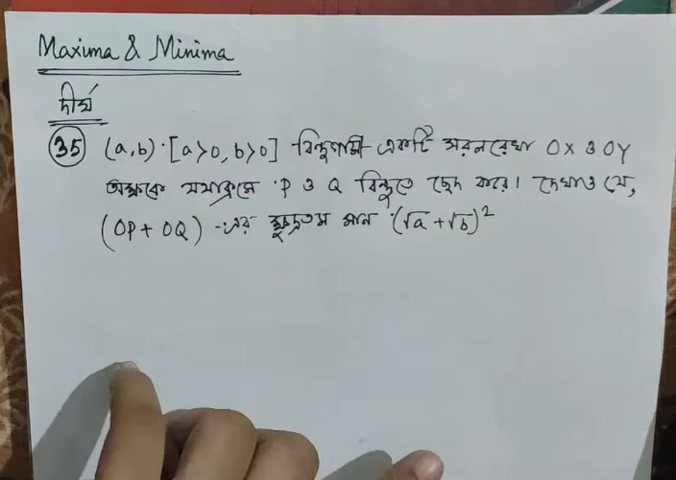 Maxima & Minima
দীর্ঘ
35 (a,b) [a>0, b>0] বিন্দুগামী একটি সরলরেখা OX ও OY
অক্ষকে যথাক্রমে P ও Q বিন্দুতে ছেদ করে। দেখাও যে,
(OP + OQ) -এর ক্ষুদ্রতম মান (√a + √b)²